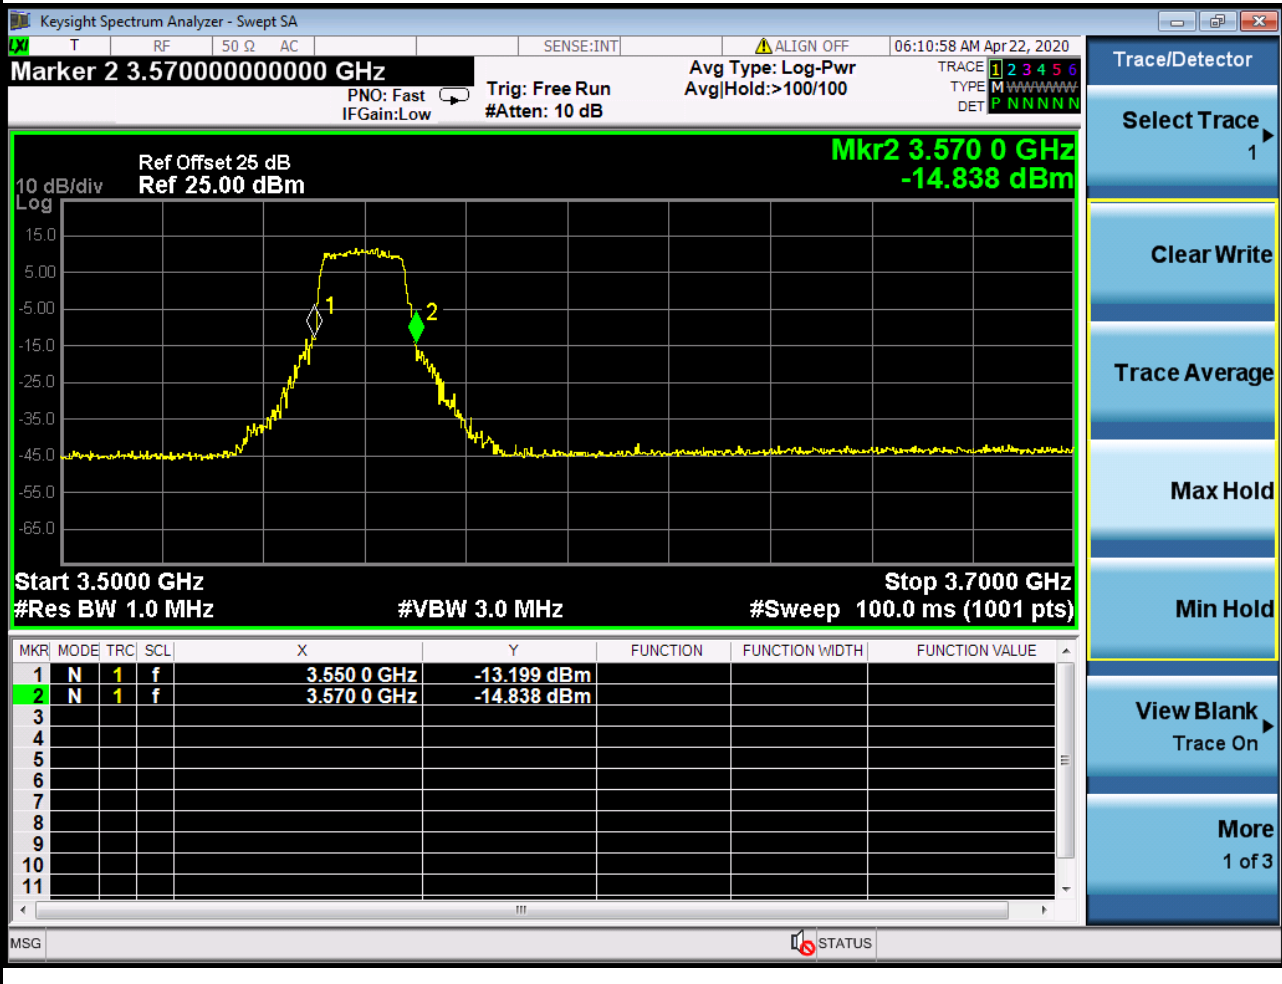 Keysight Spectrum Analyzer - Swept SA
LXI T RF 50 Ω AC SENSE:INT ALIGN OFF 06:10:58 AM Apr 22, 2020
Marker 2 3.570000000000 GHz
PNO: Fast
IFGain:Low
Trig: Free Run
#Atten: 10 dB
Avg Type: Log-Pwr
Avg|Hold:>100/100
TRACE 1 2 3 4 5 6
TYPE M WWWWW
DET P N N N N N
Mkr2 3.570 0 GHz
-14.838 dBm
Ref Offset 25 dB
10 dB/div Ref 25.00 dBm
Log
15.0
5.00
-5.00
-15.0
-25.0
-35.0
-45.0
-55.0
-65.0
1
2
Start 3.5000 GHz Stop 3.7000 GHz
#Res BW 1.0 MHz #VBW 3.0 MHz #Sweep 100.0 ms (1001 pts)
MKR MODE TRC SCL X Y FUNCTION FUNCTION WIDTH FUNCTION VALUE
1 N 1 f 3.550 0 GHz -13.199 dBm
2 N 1 f 3.570 0 GHz -14.838 dBm
3
4
5
6
7
8
9
10
11
MSG STATUS
Trace/Detector
Select Trace
1
Clear Write
Trace Average
Max Hold
Min Hold
View Blank
Trace On
More
1 of 3